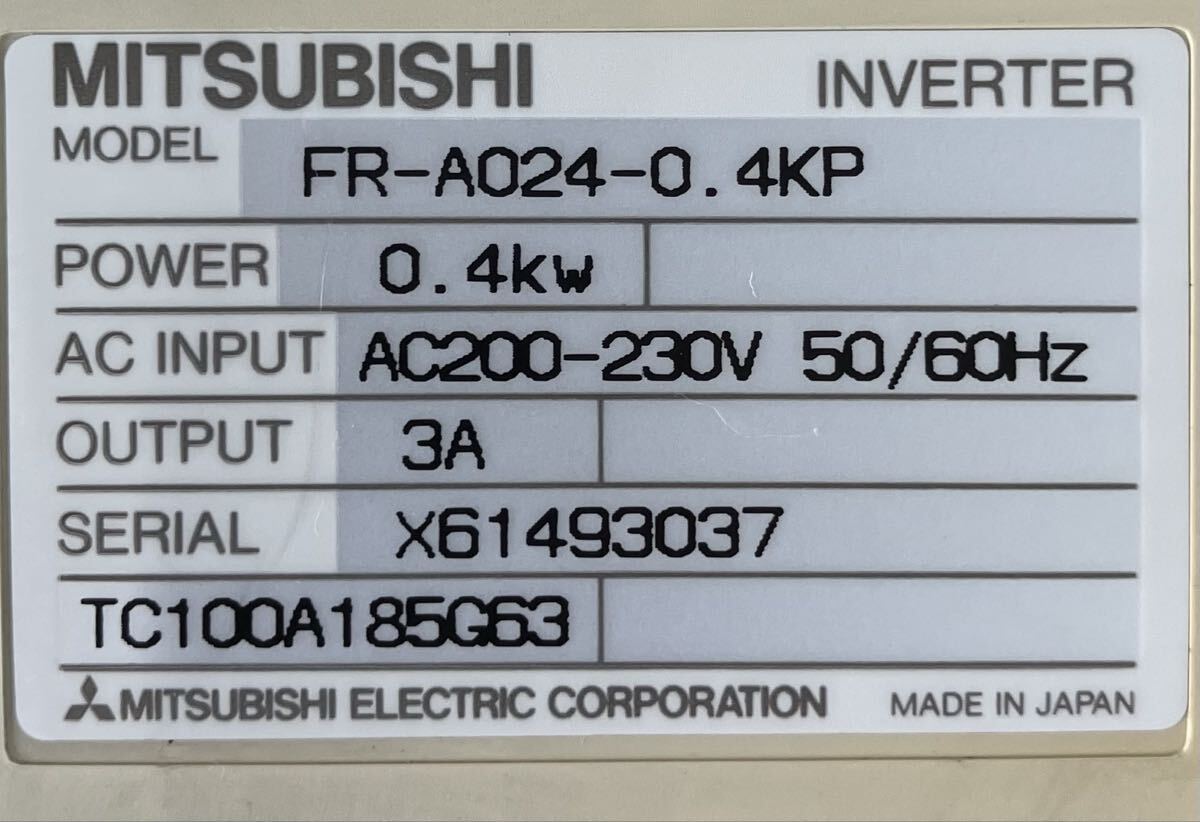 MITSUBISHI INVERTER
MODEL FR-A024-0.4KP
POWER 0.4kw
AC INPUT AC200-230V 50/60Hz
OUTPUT 3A
SERIAL X61493037
TC100A185G63
MITSUBISHI ELECTRIC CORPORATION MADE IN JAPAN